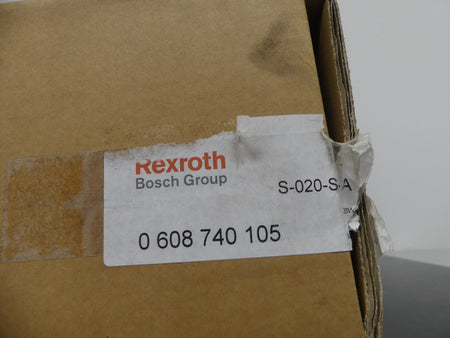 Rexroth
Bosch Group
S-020-S-A
0 608 740 105